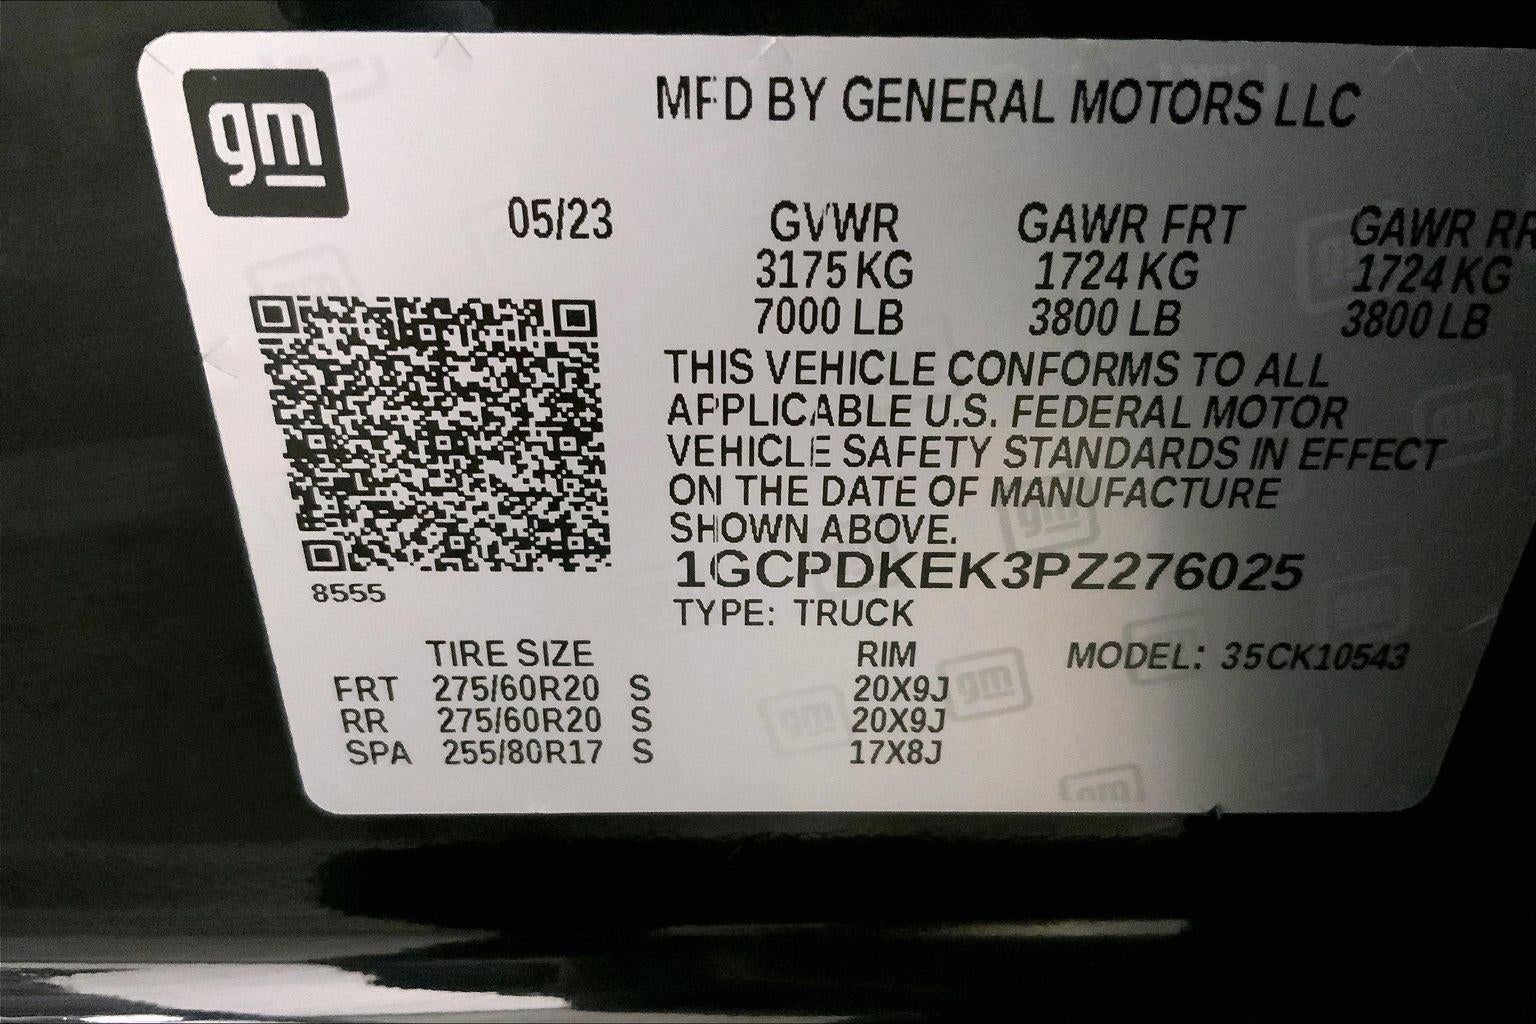 gm
MFD BY GENERAL MOTORS LLC
05/23 GVWR GAWR FRT GAWR RR
3175 KG 1724 KG 1724 KG
7000 LB 3800 LB 3800 LB
THIS VEHICLE CONFORMS TO ALL
APPLICABLE U.S. FEDERAL MOTOR
VEHICLE SAFETY STANDARDS IN EFFECT
ON THE DATE OF MANUFACTURE
SHOWN ABOVE.
1GCPDKEK3PZ276025
8555
TYPE: TRUCK
TIRE SIZE RIM MODEL: 35CK10543
FRT 275/60R20 S 20X9J
RR 275/60R20 S 20X9J
SPA 255/80R17 S 17X8J